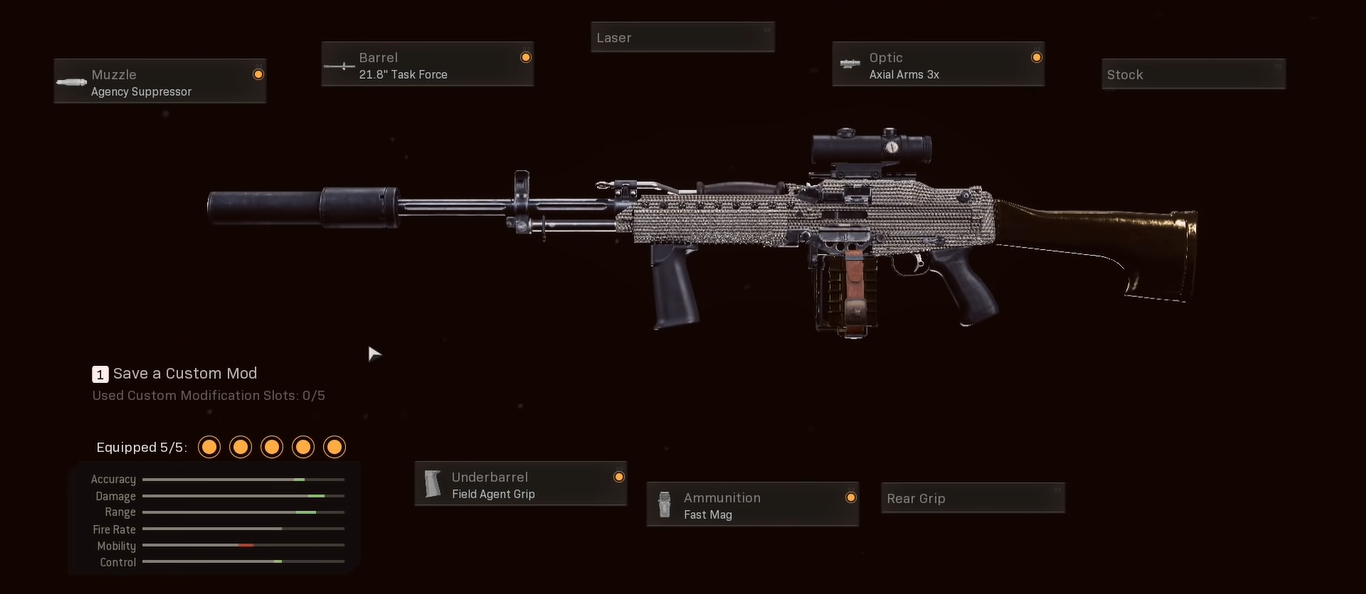 Laser
Muzzle
Agency Suppressor
Barrel
21.8" Task Force
Optic
Axial Arms 3x
Stock
1 Save a Custom Mod
Used Custom Modification Slots: 0/5
Equipped 5/5:
Accuracy
Damage
Range
Fire Rate
Mobility
Control
Underbarrel
Field Agent Grip
Ammunition
Fast Mag
Rear Grip